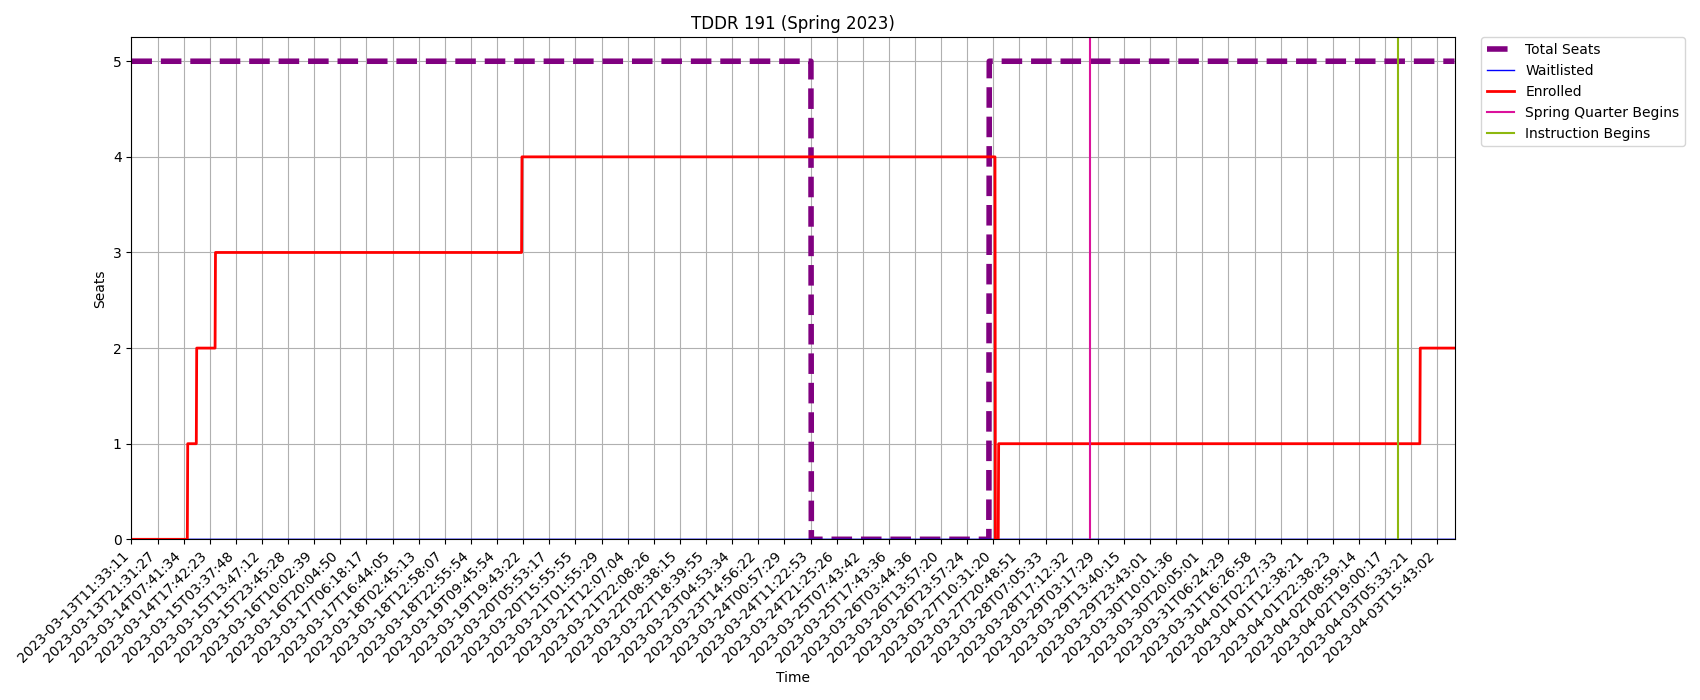 TDDR 191 (Spring 2023)
Total Seats
Waitlisted
Enrolled
Spring Quarter Begins
Instruction Begins
5
4
3
2
1
0
Seats
2023-03-13T11:33:11
2023-03-13T21:31:27
2023-03-14T07:41:34
2023-03-14T17:42:23
2023-03-15T03:37:48
2023-03-15T13:47:12
2023-03-15T23:45:28
2023-03-16T10:02:39
2023-03-16T20:04:50
2023-03-17T06:18:17
2023-03-17T16:44:05
2023-03-18T02:45:13
2023-03-18T12:58:07
2023-03-18T22:55:54
2023-03-19T09:45:54
2023-03-19T19:43:22
2023-03-20T05:53:17
2023-03-20T15:55:55
2023-03-21T01:55:29
2023-03-21T12:07:04
2023-03-21T22:08:26
2023-03-22T08:38:15
2023-03-22T18:39:55
2023-03-23T04:53:34
2023-03-23T14:56:22
2023-03-24T00:57:29
2023-03-24T11:22:53
2023-03-24T21:25:26
2023-03-25T07:43:42
2023-03-25T17:43:36
2023-03-26T03:44:36
2023-03-26T13:57:20
2023-03-26T23:57:24
2023-03-27T10:31:20
2023-03-27T20:48:51
2023-03-28T07:05:33
2023-03-28T17:12:32
2023-03-29T03:17:29
2023-03-29T13:40:15
2023-03-29T23:43:01
2023-03-30T10:01:36
2023-03-30T20:05:01
2023-03-31T06:24:29
2023-03-31T16:26:58
2023-04-01T02:27:33
2023-04-01T12:38:21
2023-04-01T22:38:23
2023-04-02T08:59:14
2023-04-02T19:00:17
2023-04-03T05:33:21
2023-04-03T15:43:02
Time